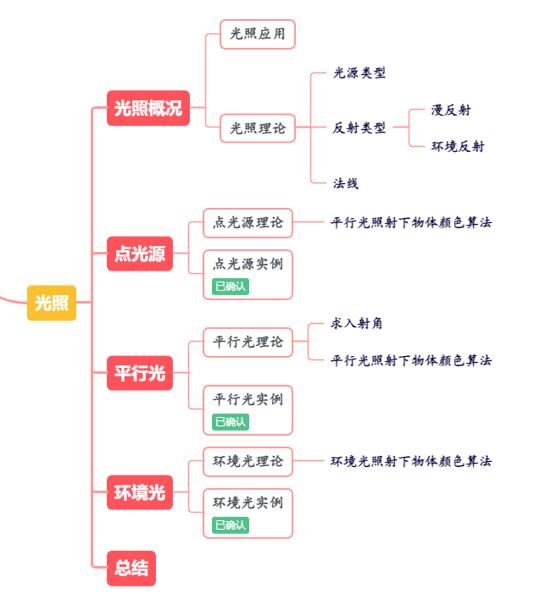 光照
光照概况
光照应用
光照理论
光源类型
反射类型
漫反射
环境反射
法线
点光源
点光源理论
平行光照射下物体颜色算法
点光源实例
已确认
平行光
平行光理论
求入射角
平行光照射下物体颜色算法
平行光实例
已确认
环境光
环境光理论
环境光照射下物体颜色算法
环境光实例
已确认
总结